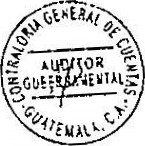 CONTRALORIA GENERAL DE CUENTAS
AUDITOR
GUBERNAMENTAL
GUATEMALA, C.A.